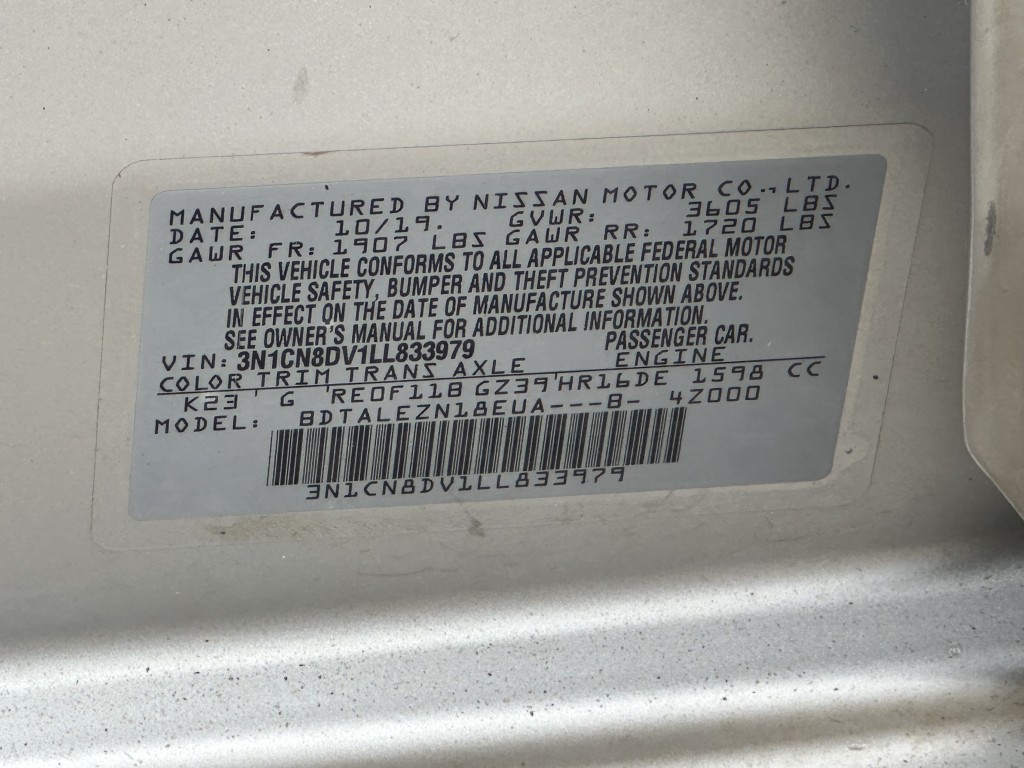 MANUFACTURED BY NISSAN MOTOR CO.,LTD.
DATE: 10/19. GVWR: 3605 LBS
GAWR FR: 1907 LBS GAWR RR: 1720 LBS
THIS VEHICLE CONFORMS TO ALL APPLICABLE FEDERAL MOTOR
VEHICLE SAFETY, BUMPER AND THEFT PREVENTION STANDARDS
IN EFFECT ON THE DATE OF MANUFACTURE SHOWN ABOVE.
SEE OWNER'S MANUAL FOR ADDITIONAL INFORMATION.
VIN: 3N1CN8DV1LL833979 PASSENGER CAR.
COLOR TRIM TRANS AXLE ENGINE
K23 ' G 'RE0F11B GZ39'HR16DE 1598 CC
MODEL: BDTALEZN18EUA---B- 4Z000
3N1CN8DV1LL833979